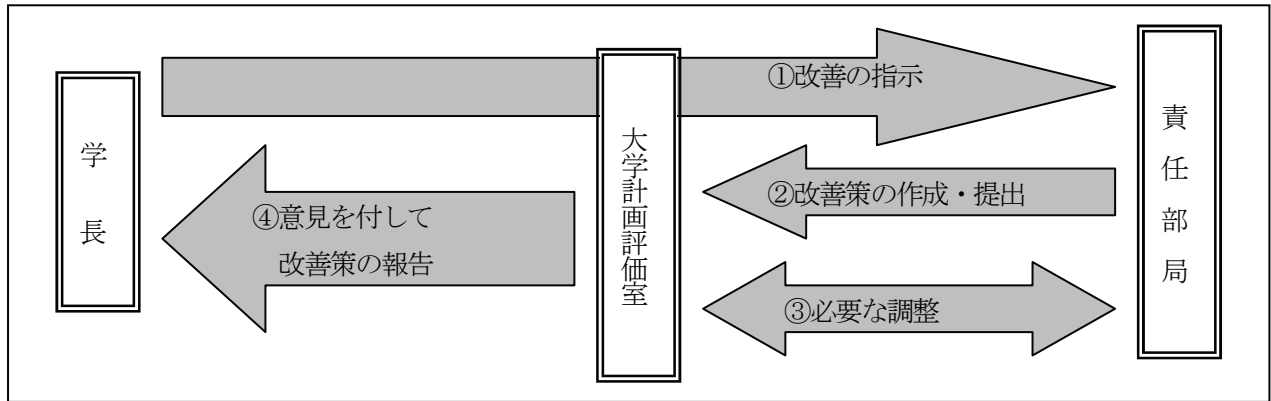 学長
①改善の指示
大学計画評価室
②改善策の作成・提出
④意見を付して
改善策の報告
③必要な調整
責任部局